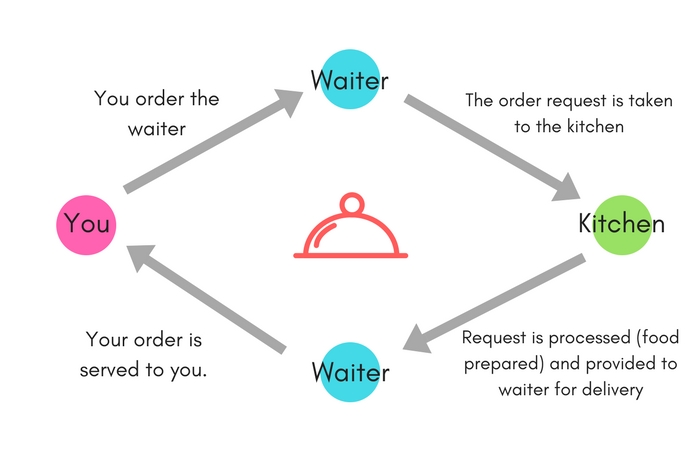 Waiter
You order the
waiter
The order request is taken
to the kitchen
You
Kitchen
Your order is
served to you.
Waiter
Request is processed (food
prepared) and provided to
waiter for delivery